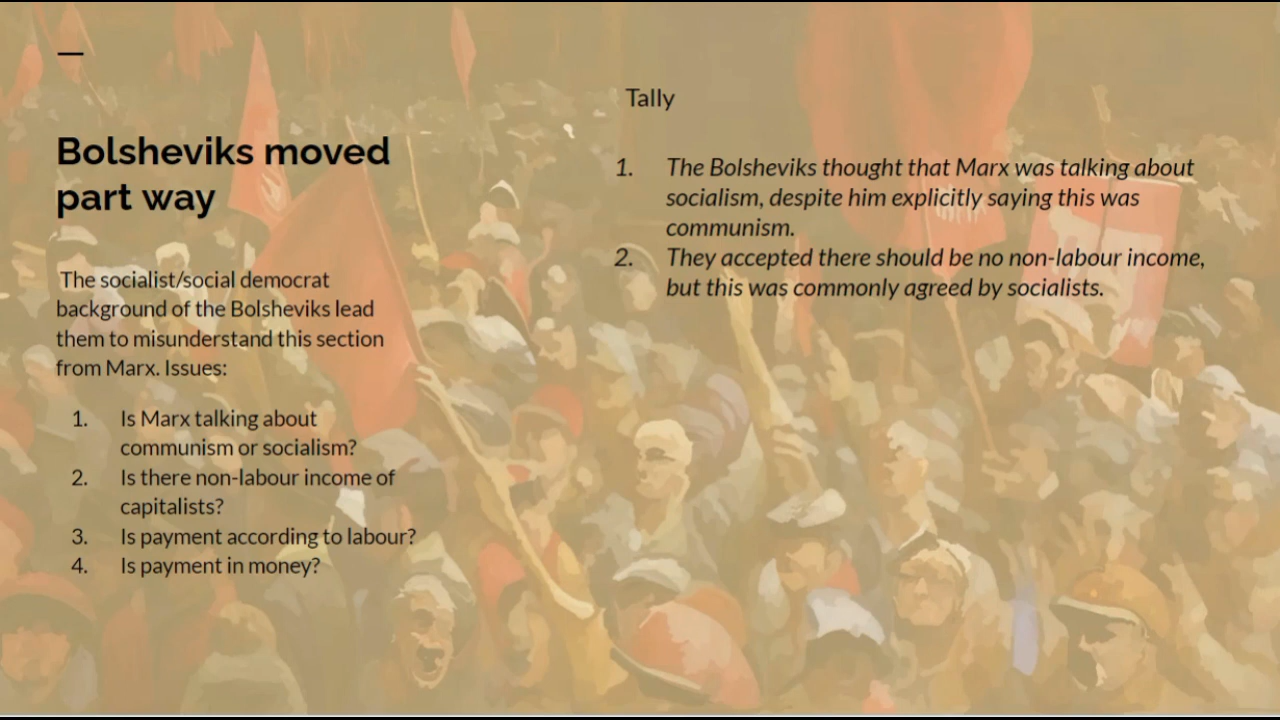 Bolsheviks moved
part way
The socialist/social democrat
background of the Bolsheviks lead
them to misunderstand this section
from Marx. Issues:
1. Is Marx talking about
communism or socialism?
2. Is there non-labour income of
capitalists?
3. Is payment according to labour?
4. Is payment in money?
Tally
1. The Bolsheviks thought that Marx was talking about
socialism, despite him explicitly saying this was
communism.
2. They accepted there should be no non-labour income,
but this was commonly agreed by socialists.